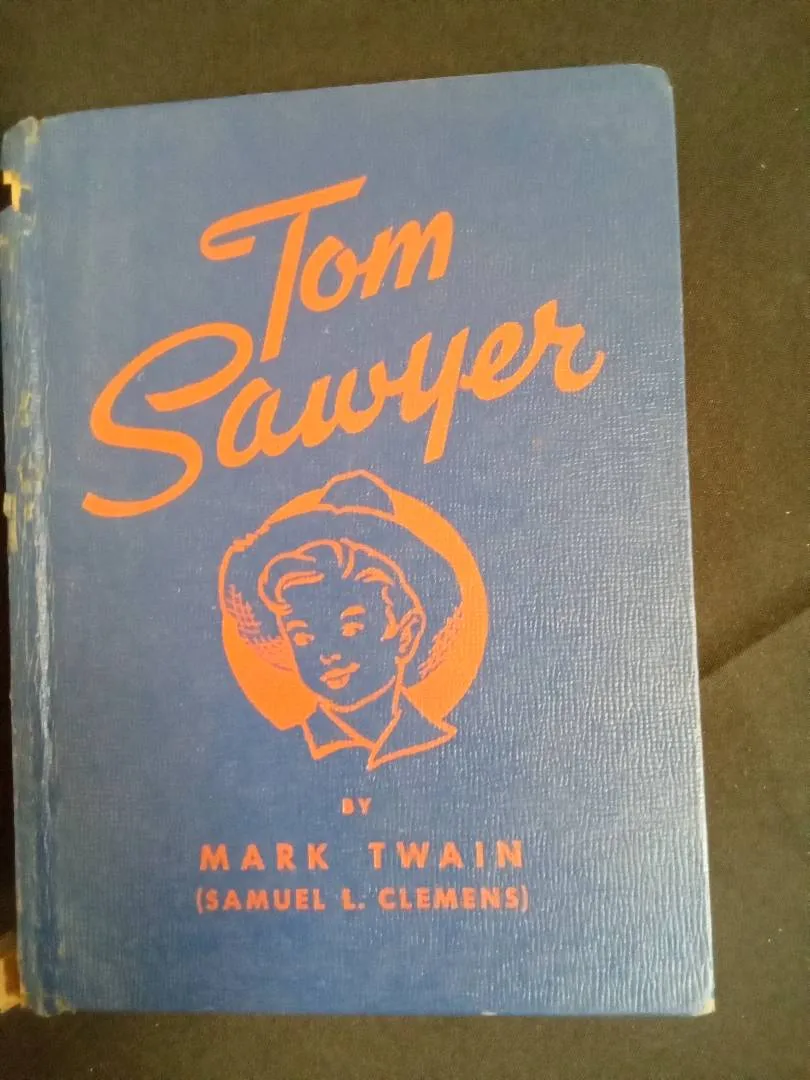 Tom
Sawyer
BY
MARK TWAIN
(SAMUEL L. CLEMENS)